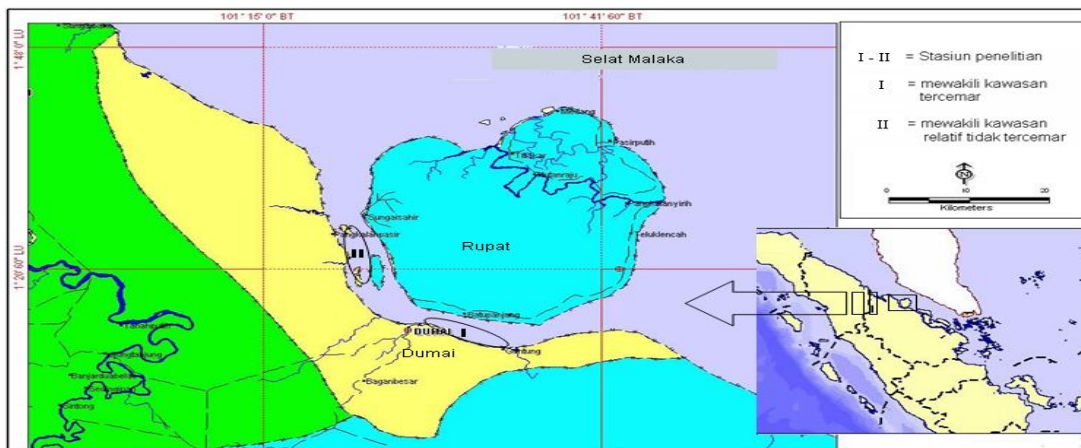 101° 15' 0" BT
101° 41' 60" BT
1° 48' 0" LU
1° 20' 60" LU
Selat Malaka
Pasirputih
Sungaisahir
Pangkalanpasir
Teluklencah
II
Rupat
Batupanjang
DUMAI
I
Dumai
Baganbesar
Sintong
I - II = Stasiun penelitian
I = mewakili kawasan
tercemar
II = mewakili kawasan
relatif tidak tercemar
(N)
0 10 20
Kilometers